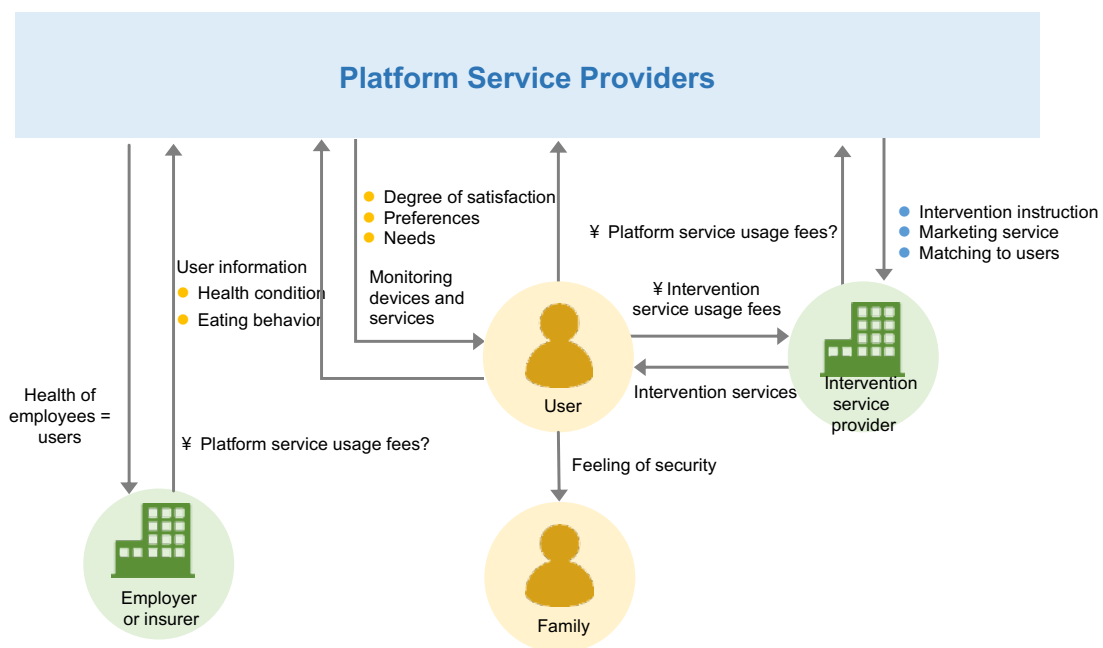 Platform Service Providers
Degree of satisfaction
Preferences
Needs
Intervention instruction
Marketing service
Matching to users
¥ Platform service usage fees?
User information
Health condition
Eating behavior
Monitoring
devices and
services
¥ Intervention
service usage fees
Intervention services
User
Intervention
service
provider
Health of
employees =
users
¥ Platform service usage fees?
Feeling of security
Employer
or insurer
Family